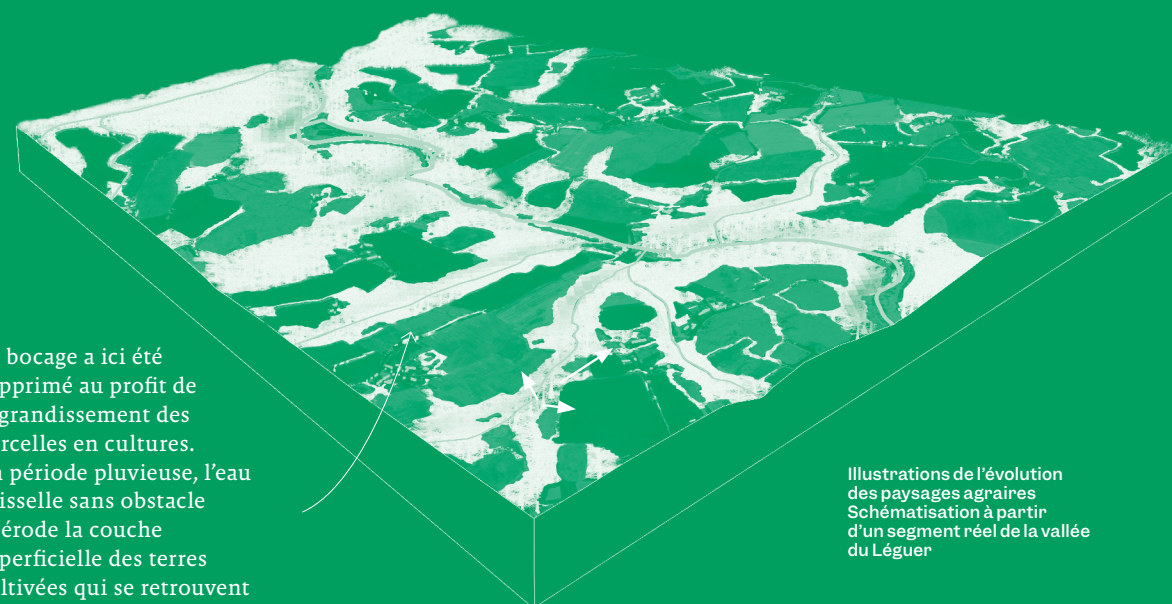 bocage a ici été
pprimé au profit de
grandissement des
rcelles en cultures.
période pluvieuse, l'eau
isselle sans obstacle
érode la couche
perficielle des terres
ltivées qui se retrouvent
Illustrations de l'évolution
des paysages agraires
Schématisation à partir
d'un segment réel de la vallée
du Léguer